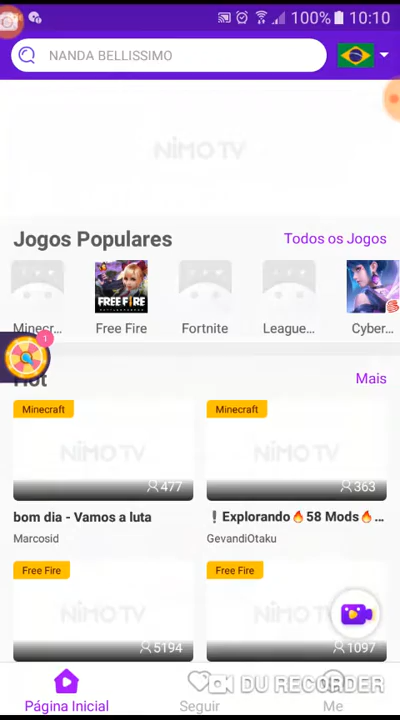 100% 10:10
NANDA BELLISSIMO
NIMO TV
Jogos Populares Todos os Jogos
FREE FIRE
Minecr... Free Fire Fortnite League... Cyber...
1
Hot Mais
Minecraft Minecraft
NIMO TV NIMO TV
477 363
bom dia - Vamos a luta ❗Explorando🔥58 Mods🔥...
Marcosid GevandiOtaku
Free Fire Free Fire
NIMO TV NIMO TV
5194 1097
DU RECORDER
Página Inicial Seguir Me